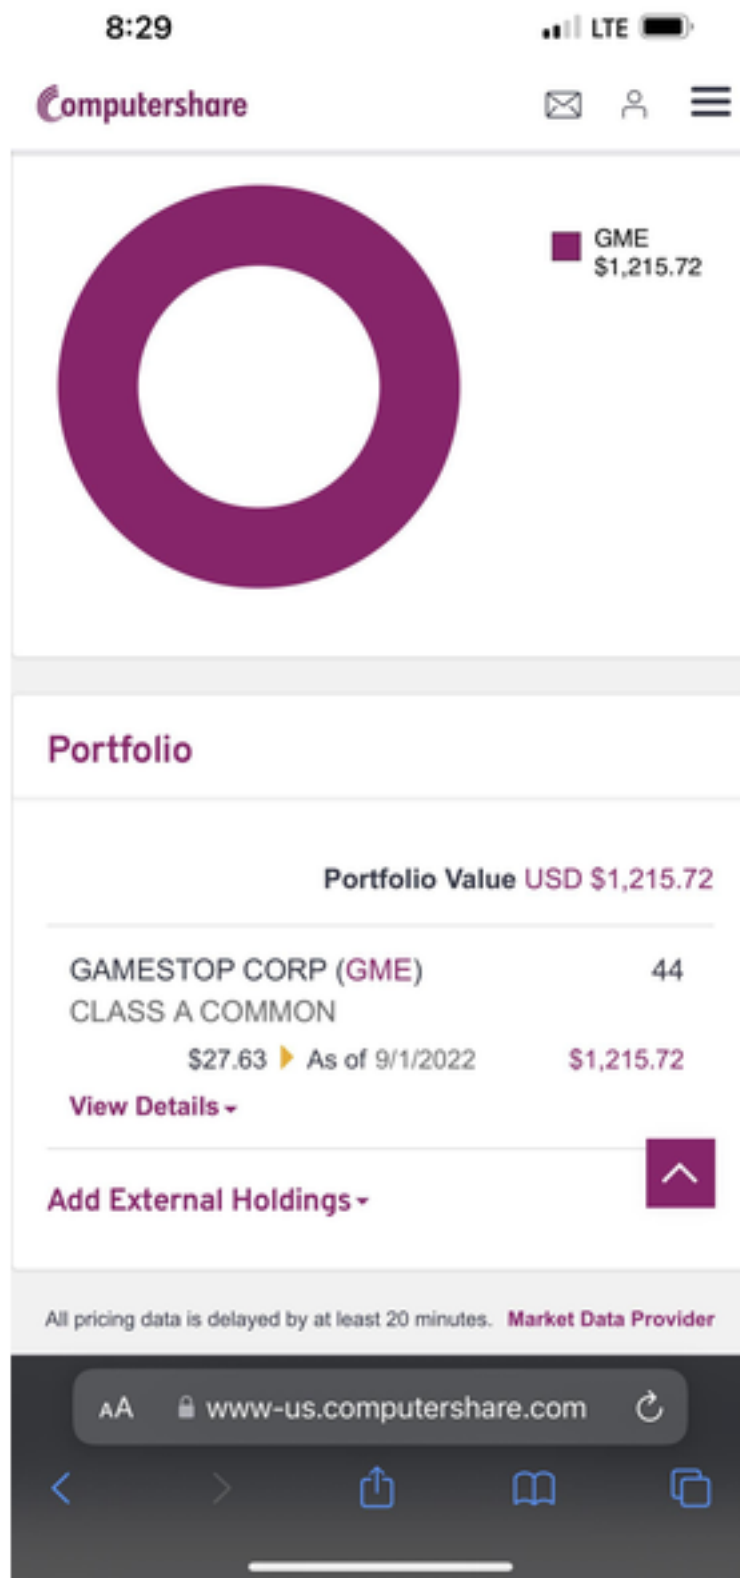 8:29 LTE
Computershare
GME
$1,215.72
Portfolio
Portfolio Value USD $1,215.72
GAMESTOP CORP (GME) 44
CLASS A COMMON
$27.63 As of 9/1/2022 $1,215.72
View Details
Add External Holdings
All pricing data is delayed by at least 20 minutes. Market Data Provider
AA www-us.computershare.com